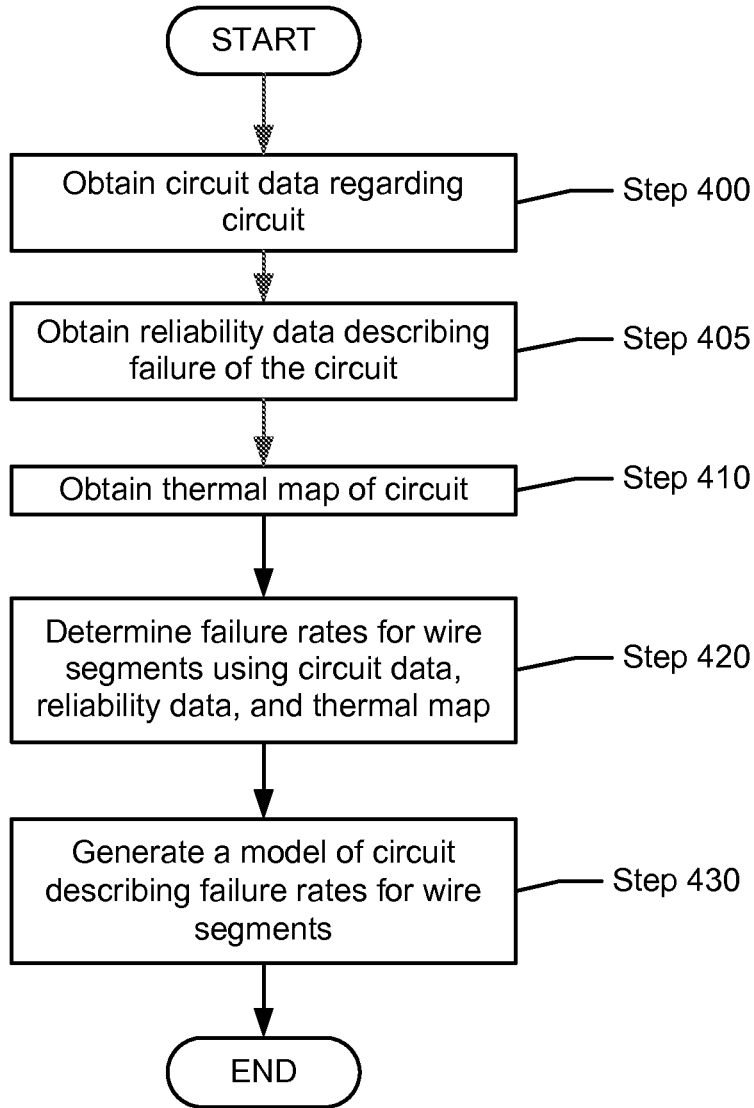 START
Obtain circuit data regarding
circuit
Step 400
Obtain reliability data describing
failure of the circuit
Step 405
Obtain thermal map of circuit
Step 410
Determine failure rates for wire
segments using circuit data,
reliability data, and thermal map
Step 420
Generate a model of circuit
describing failure rates for wire
segments
Step 430
END